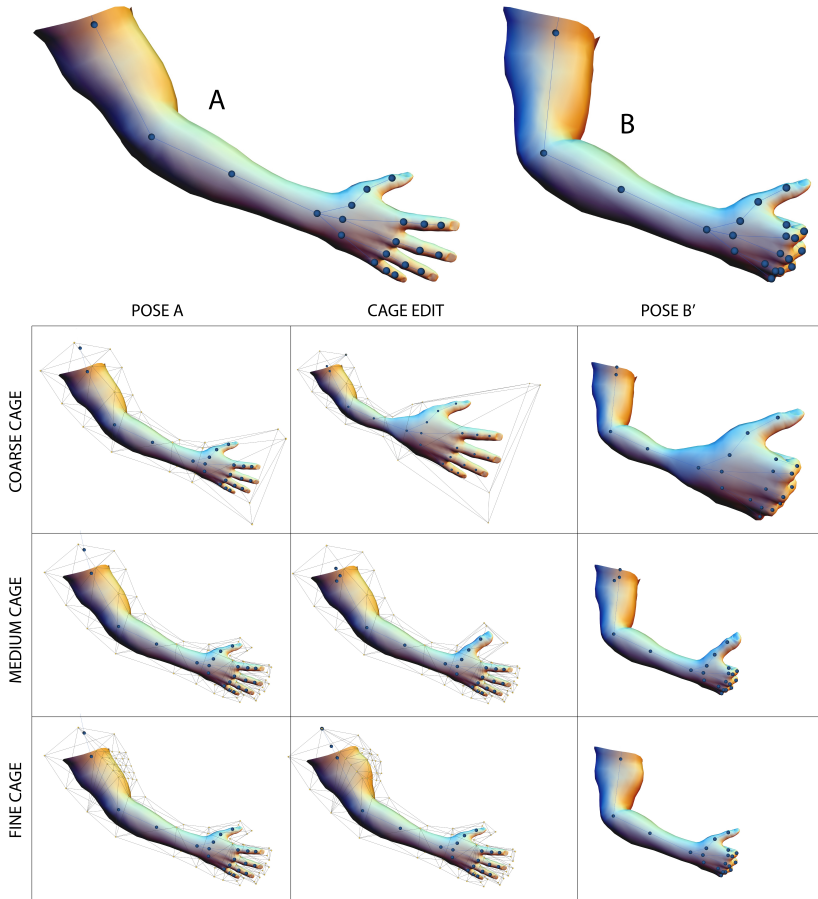 A
B
POSE A
CAGE EDIT
POSE B’
COARSE CAGE
MEDIUM CAGE
FINE CAGE